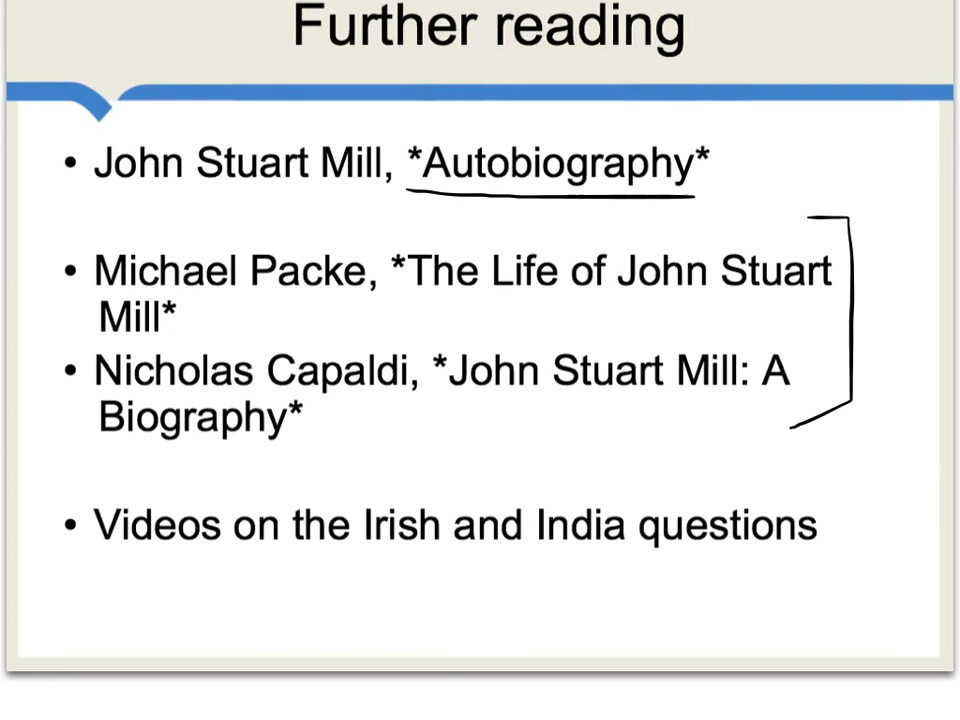 Further reading
• John Stuart Mill, *Autobiography*
• Michael Packe, *The Life of John Stuart
Mill*
• Nicholas Capaldi, *John Stuart Mill: A
Biography*
• Videos on the Irish and India questions